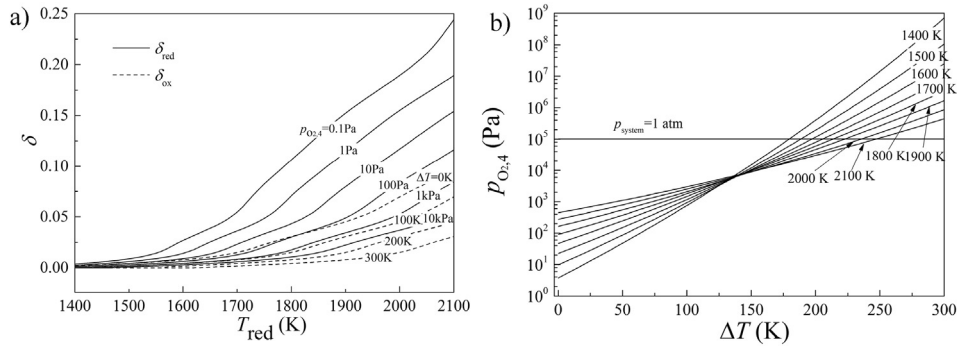 a)
δ
0.25
0.20
0.15
0.10
0.05
0.00
δred
δox
pO2,4=0.1Pa
1Pa
10Pa
100Pa
ΔT=0K
1kPa
100K
10kPa
200K
300K
1400 1500 1600 1700 1800 1900 2000 2100
Tred (K)
b)
pO2,4 (Pa)
10⁹
10⁸
10⁷
10⁶
10⁵
10⁴
10³
10²
10¹
10⁰
1400 K
1500 K
1600 K
1700 K
psystem=1 atm
1800 K
1900 K
2000 K
2100 K
0 50 100 150 200 250 300
ΔT (K)